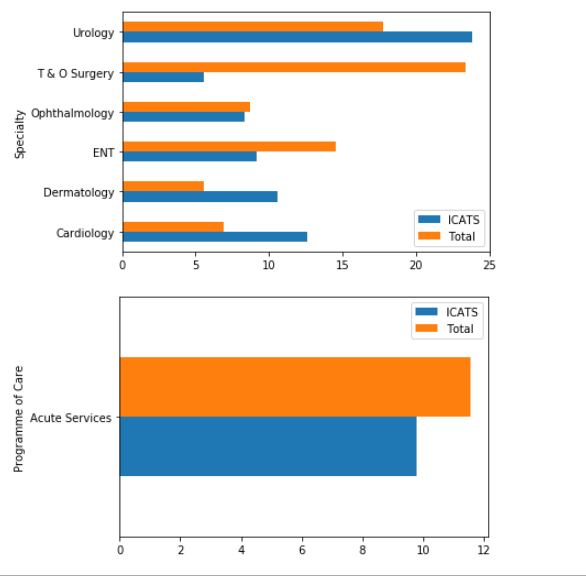 Specialty
Urology
T & O Surgery
Ophthalmology
ENT
Dermatology
Cardiology
ICATS
Total
0 5 10 15 20 25
Programme of Care
Acute Services
ICATS
Total
0 2 4 6 8 10 12